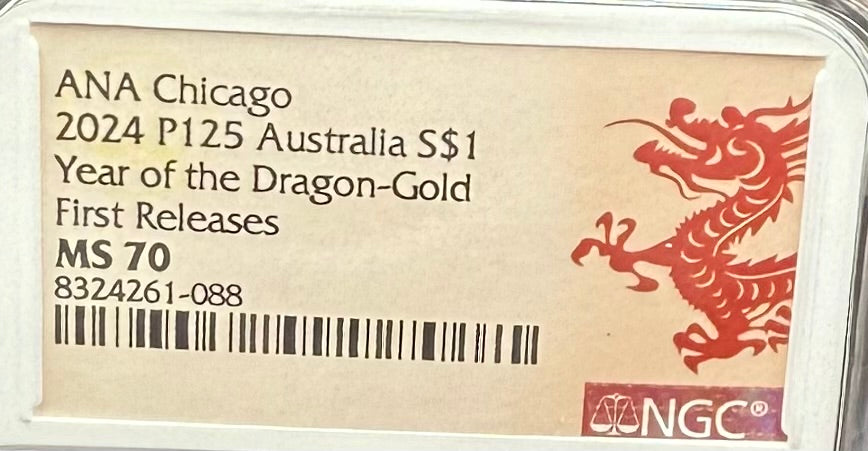 ANA Chicago
2024 P125 Australia S$1
Year of the Dragon-Gold
First Releases
MS 70
8324261-088
NGC®